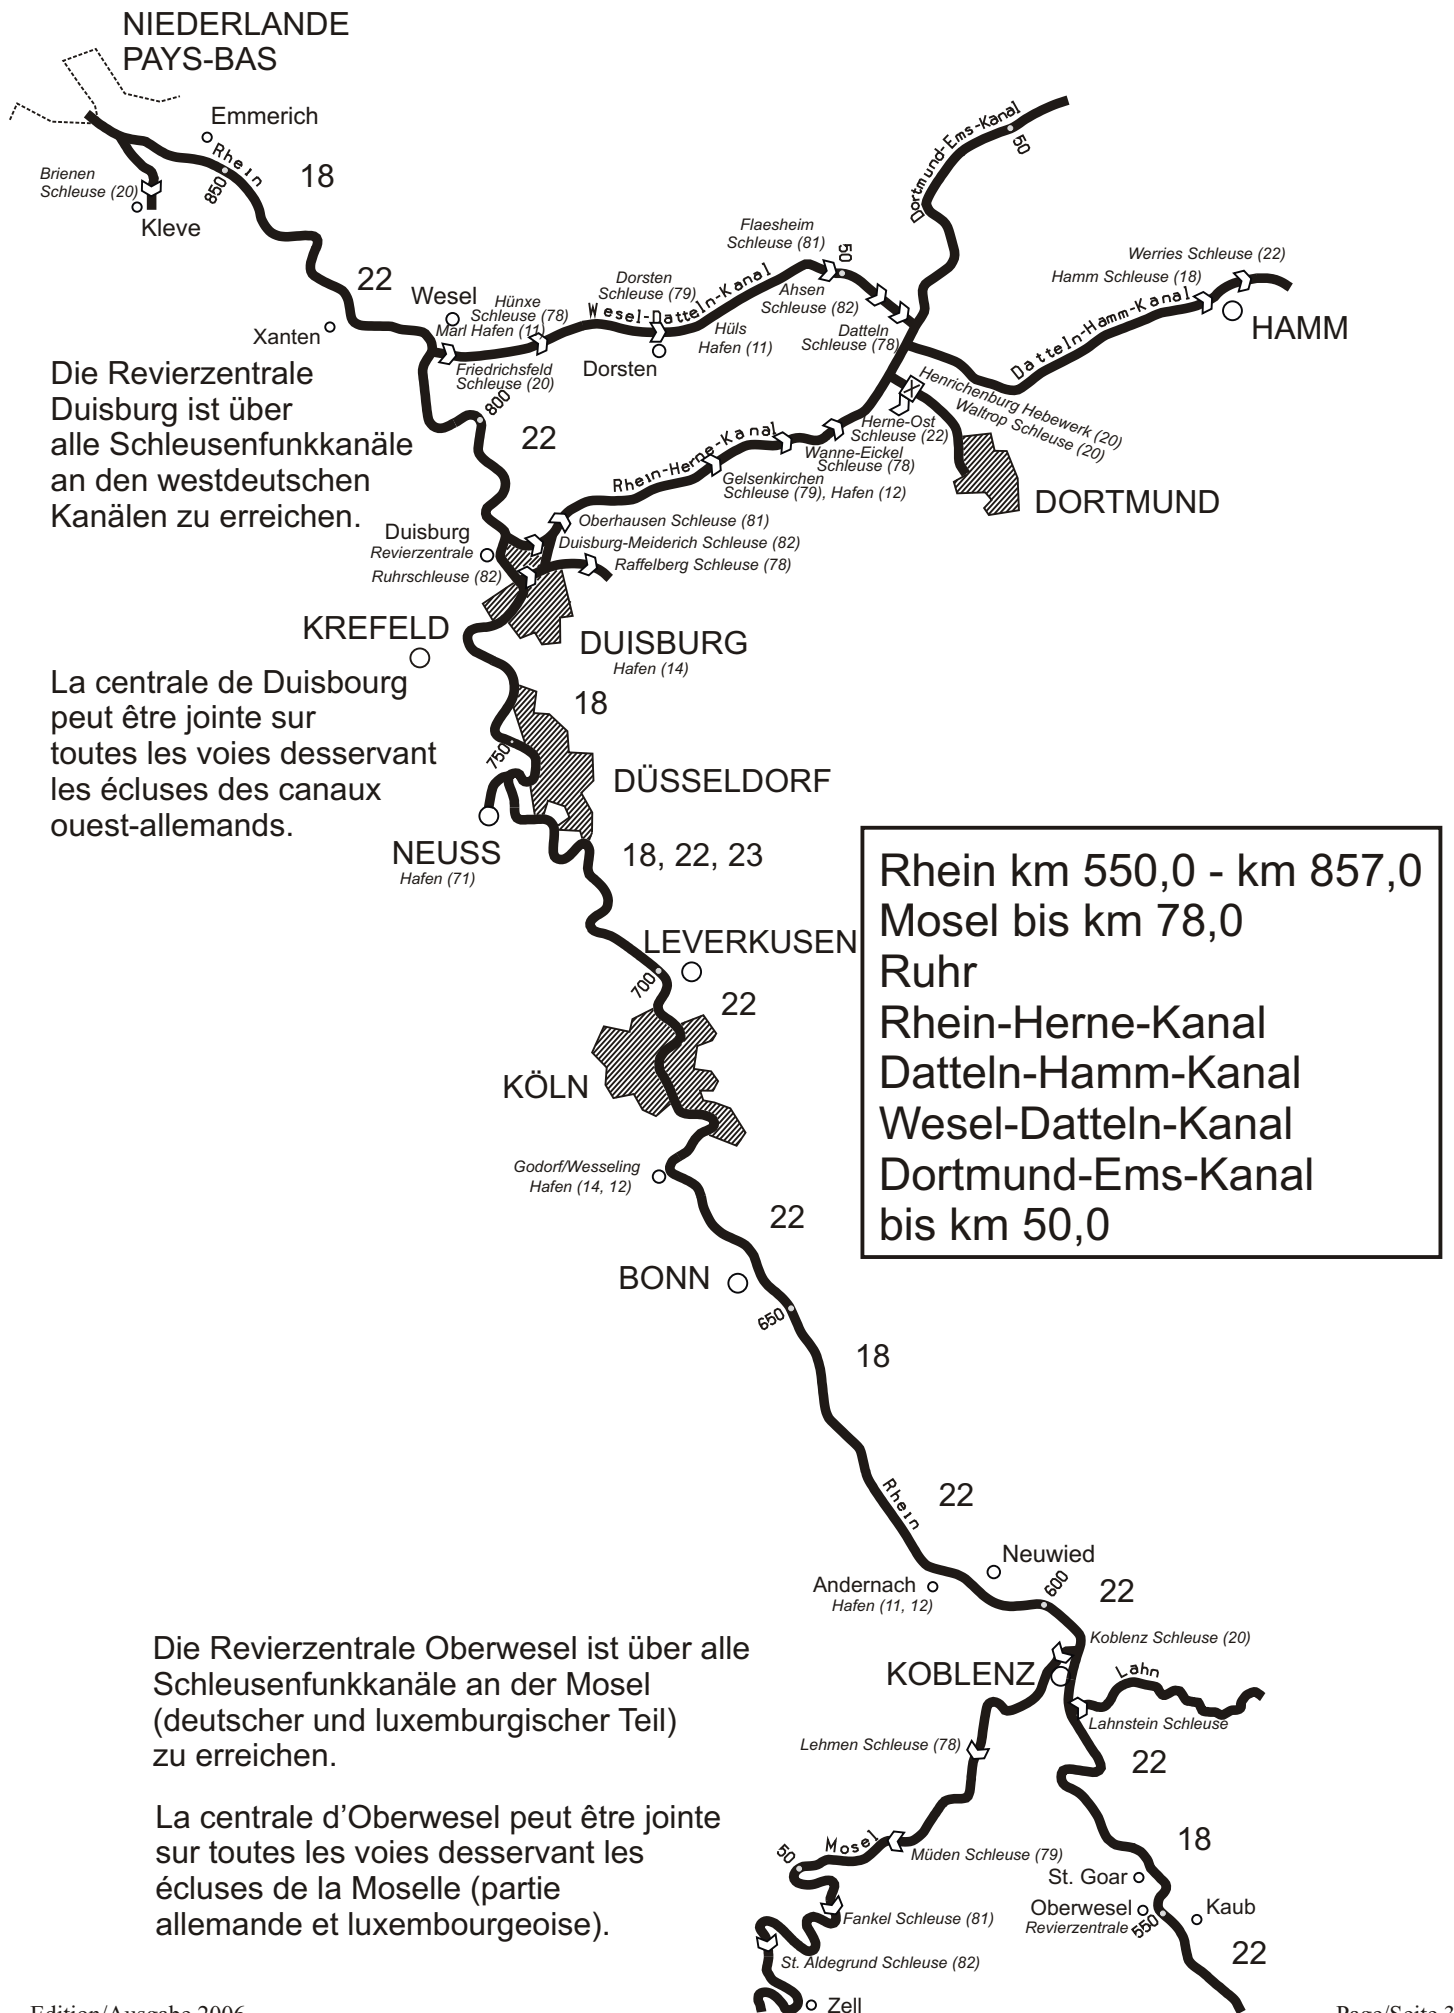 NIEDERLANDE
PAYS-BAS
Emmerich
Rhein
850
18
Brienen
Schleuse (20)
Kleve
Dortmund-Ems-Kanal
50
Flaesheim
Schleuse (81)
50
Werries Schleuse (22)
Hamm Schleuse (18)
22
Wesel
Hünxe
Schleuse (78)
Marl Hafen (11)
Dorsten
Schleuse (79)
Wesel-Datteln-Kanal
Ahsen
Schleuse (82)
Datteln-Hamm-Kanal
HAMM
Xanten
Hüls
Hafen (11)
Datteln
Schleuse (78)
Dorsten
Friedrichsfeld
Schleuse (20)
Die Revierzentrale
Duisburg ist über
alle Schleusenfunkkanäle
an den westdeutschen
Kanälen zu erreichen.
800
22
Henrichenburg Hebewerk (20)
Waltrop Schleuse (20)
Herne-Ost
Schleuse (22)
Wanne-Eickel
Schleuse (78)
Rhein-Herne-Kanal
Gelsenkirchen
Schleuse (79), Hafen (12)
DORTMUND
Oberhausen Schleuse (81)
Duisburg
Revierzentrale
Duisburg-Meiderich Schleuse (82)
Raffelberg Schleuse (78)
Ruhrschleuse (82)
KREFELD
DUISBURG
Hafen (14)
La centrale de Duisbourg
peut être jointe sur
toutes les voies desservant
les écluses des canaux
ouest-allemands.
18
750
DÜSSELDORF
NEUSS
Hafen (71)
18, 22, 23
Rhein km 550,0 - km 857,0
Mosel bis km 78,0
Ruhr
Rhein-Herne-Kanal
Datteln-Hamm-Kanal
Wesel-Datteln-Kanal
Dortmund-Ems-Kanal
bis km 50,0
LEVERKUSEN
700
22
KÖLN
Godorf/Wesseling
Hafen (14, 12)
22
BONN
650
18
Rhein
22
Neuwied
Andernach
Hafen (11, 12)
600
22
Koblenz Schleuse (20)
KOBLENZ
Lahn
Lahnstein Schleuse
Die Revierzentrale Oberwesel ist über alle
Schleusenfunkkanäle an der Mosel
(deutscher und luxemburgischer Teil)
zu erreichen.
Lehmen Schleuse (78)
22
La centrale d'Oberwesel peut être jointe
sur toutes les voies desservant les
écluses de la Moselle (partie
allemande et luxembourgeoise).
18
50
Mosel
Müden Schleuse (79)
St. Goar
Oberwesel
Revierzentrale
550
Kaub
Fankel Schleuse (81)
22
St. Aldegrund Schleuse (82)
Zell
Edition/Ausgabe 2006
Page/Seite 3